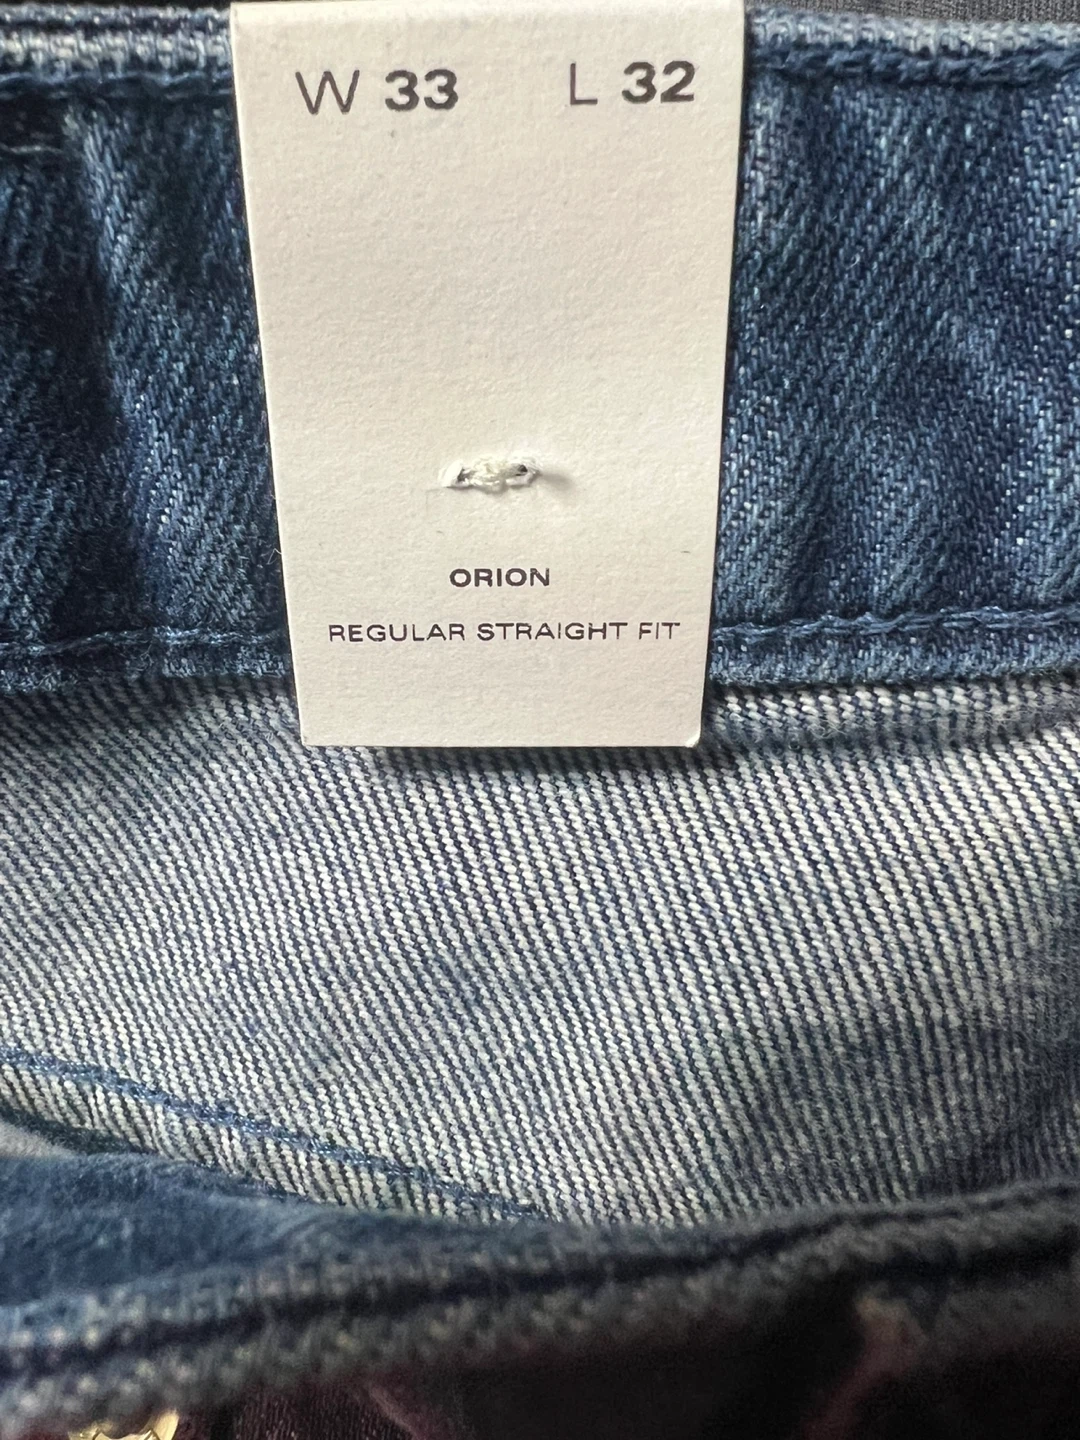 W 33 L 32
ORION
REGULAR STRAIGHT FIT